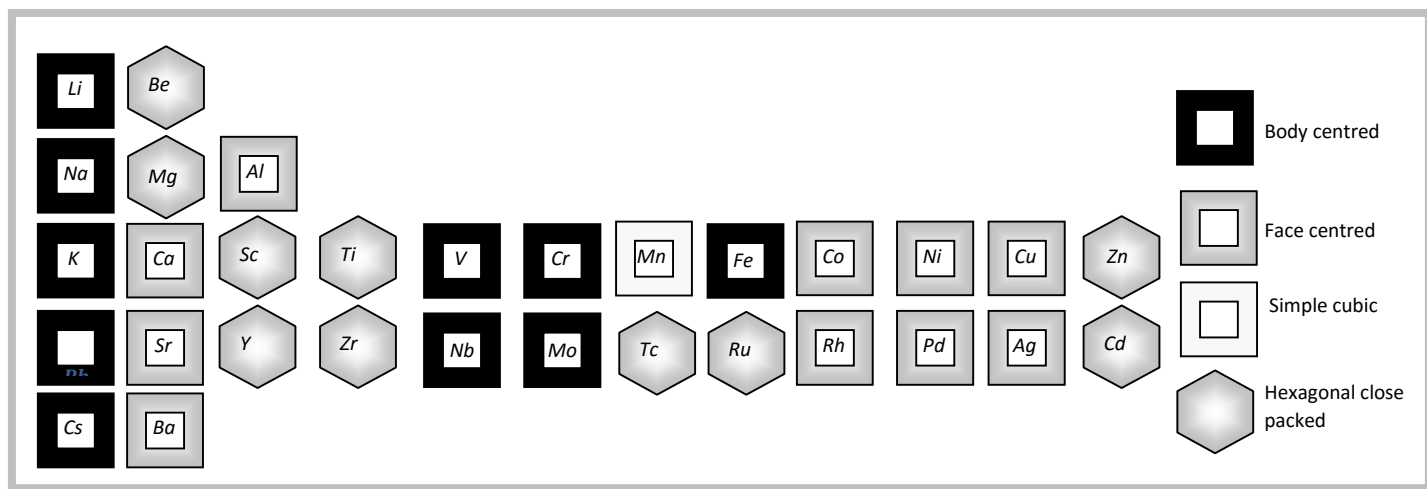 Li Be
Na Mg Al
K Ca Sc Ti V Cr Mn Fe Co Ni Cu Zn
Sr Y Zr Nb Mo Tc Ru Rh Pd Ag Cd
Cs Ba
Body centred
Face centred
Simple cubic
Hexagonal close
packed